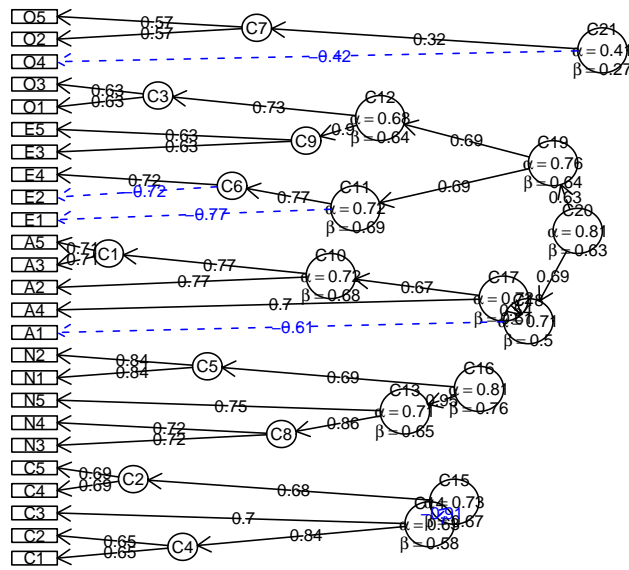 O5
0.57
O2
0.57
C7
0.32
C21
α = 0.41
β = 0.27
O4
−0.42
O3
0.63
O1
0.63
C3
0.73
C12
α = 0.68
β = 0.64
E5
0.63
E3
0.63
C9
0.69
C19
α = 0.76
β = 0.64
E4
0.72
E2
−0.72
C6
0.77
C11
α = 0.72
β = 0.69
0.69
E1
−0.77
0.63
C20
α = 0.81
β = 0.63
A5
0.71
A3
0.71
C1
0.77
C10
α = 0.72
β = 0.68
A2
0.77
0.67
C17
0.69
A4
0.7
A1
−0.61
0.71
β = 0.5
N2
0.84
N1
0.84
C5
0.69
C16
α = 0.81
β = 0.76
N5
0.75
C13
α = 0.71
β = 0.65
0.95
N4
0.72
N3
0.72
C8
0.86
C5
0.69
C4
0.69
C2
0.68
C15
C3
0.7
β = 0.58
C2
0.65
C1
0.65
C4
0.84